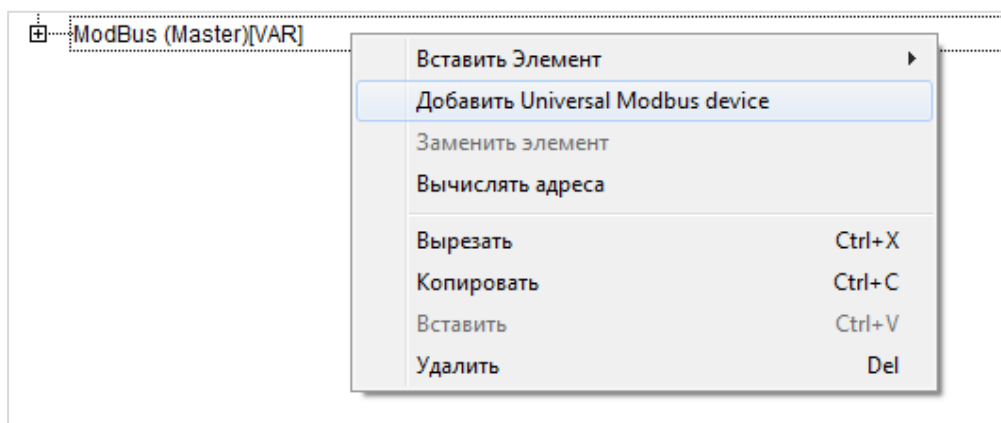 ModBus (Master)[VAR]
Вставить Элемент
Добавить Universal Modbus device
Заменить элемент
Вычислять адреса
Вырезать Ctrl+X
Копировать Ctrl+C
Вставить Ctrl+V
Удалить Del